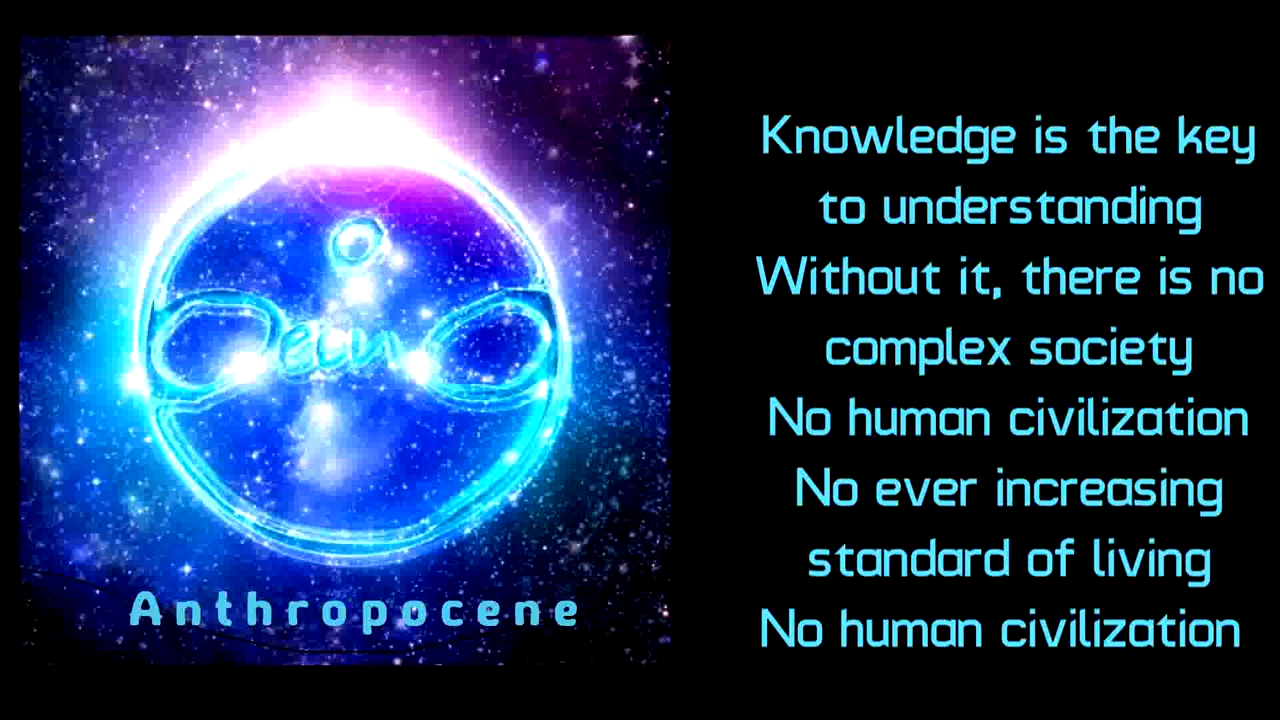 Anthropocene
Knowledge is the key
to understanding
Without it, there is no
complex society
No human civilization
No ever increasing
standard of living
No human civilization